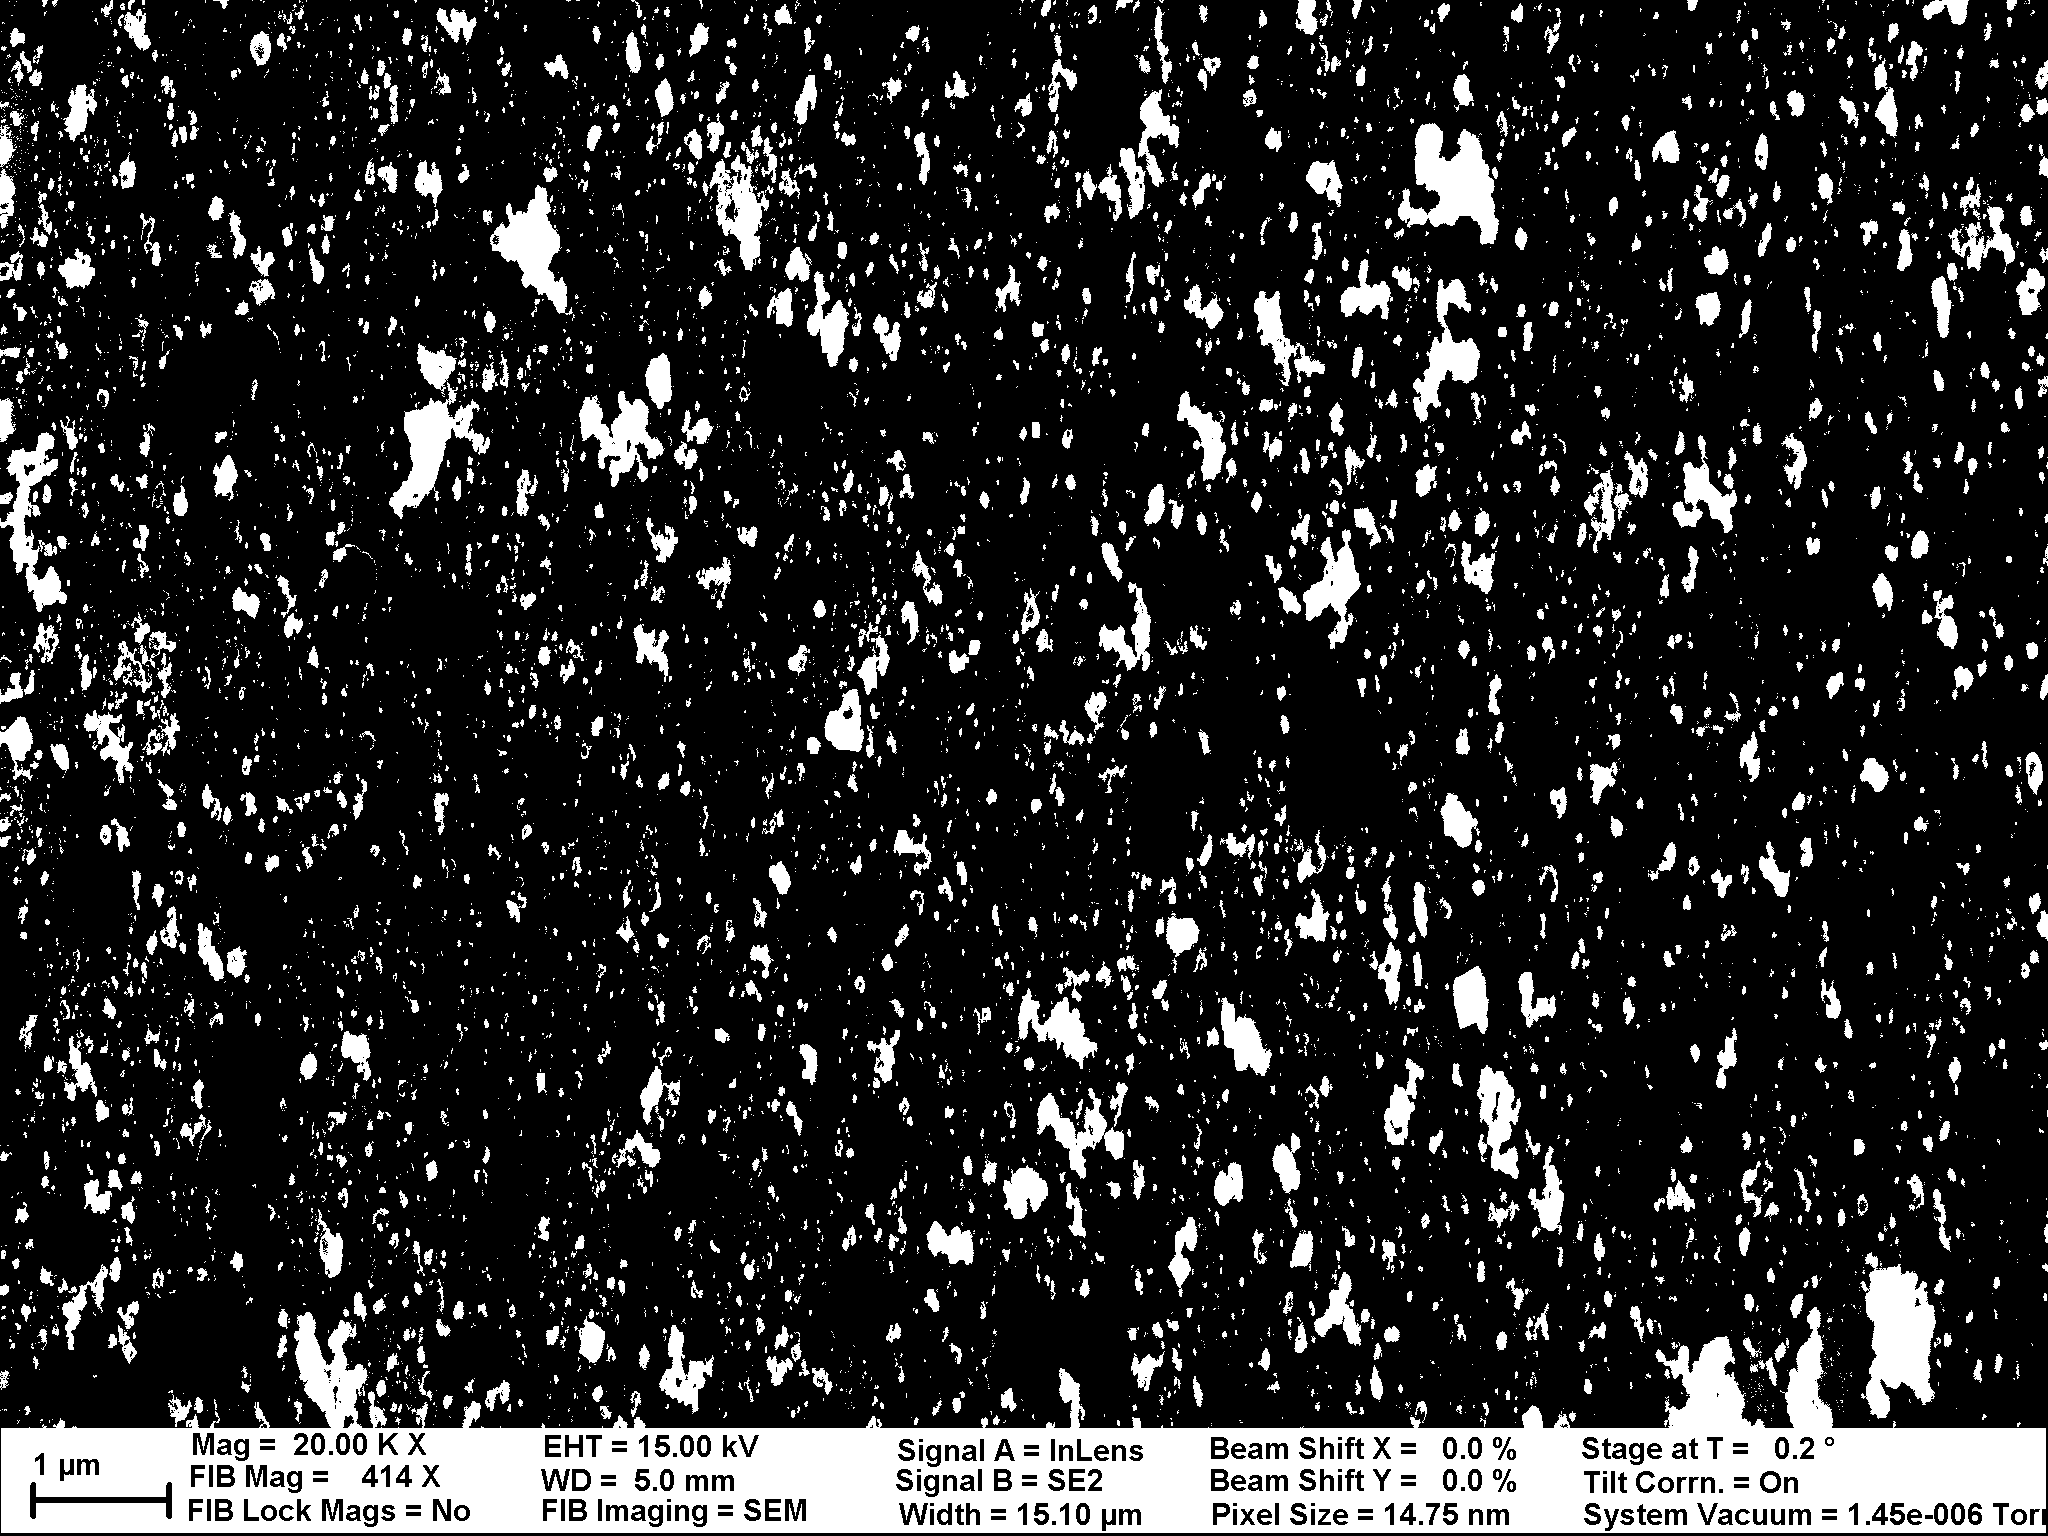 1 µm
Mag = 20.00 K X
FIB Mag = 414 X
FIB Lock Mags = No
EHT = 15.00 kV
WD = 5.0 mm
FIB Imaging = SEM
Signal A = InLens
Signal B = SE2
Width = 15.10 µm
Beam Shift X = 0.0 %
Beam Shift Y = 0.0 %
Pixel Size = 14.75 nm
Stage at T = 0.2 °
Tilt Corrn. = On
System Vacuum = 1.45e-006 Torr